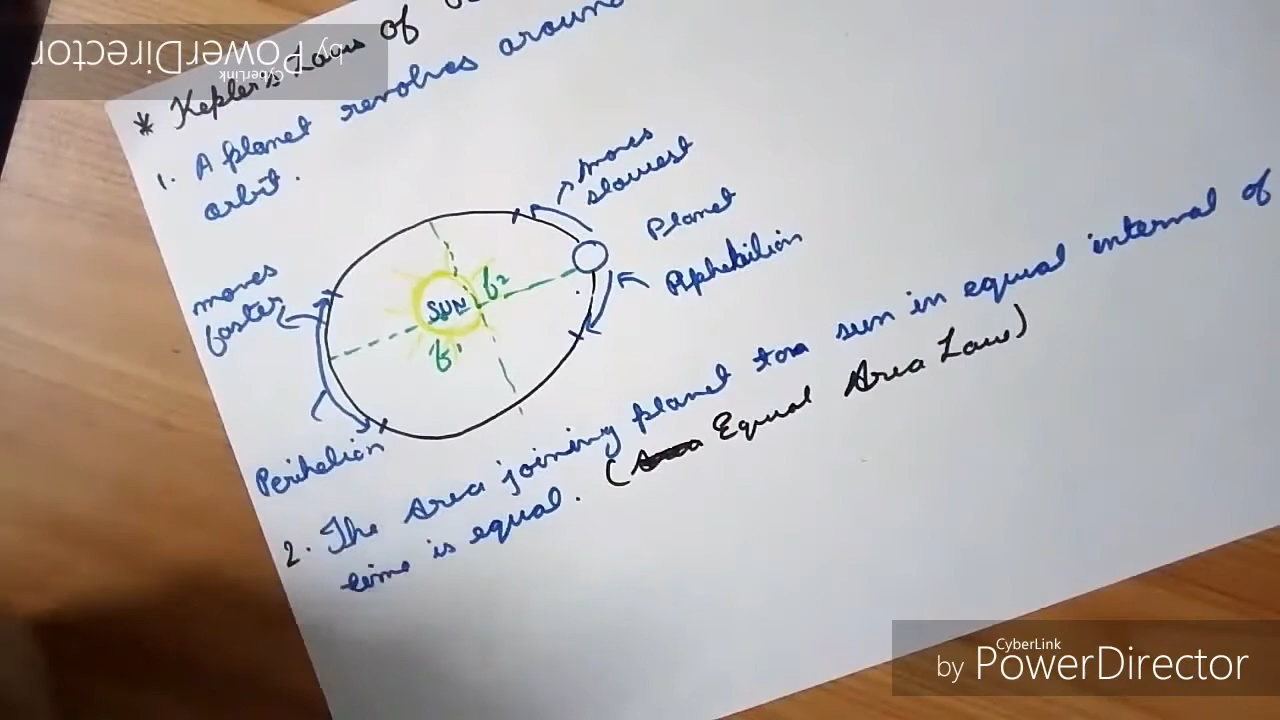 by PowerDirector
CyberLink
* Kepler's Laws of
1. A planet revolves around
orbit.
moves
slowest
Planet
Aphehilion
moves
faster
SUN
f2
f1
Perihelion
2. The Area joining planet to a sun in equal interval of
time is equal. (Equal Area Law)
CyberLink
by PowerDirector